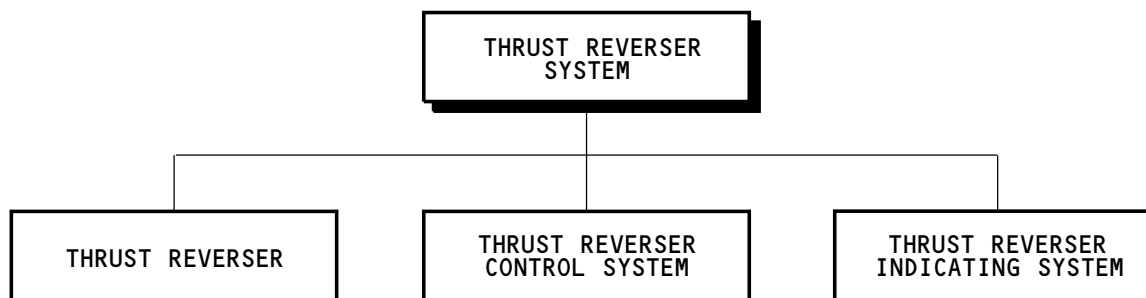 THRUST REVERSER
SYSTEM
THRUST REVERSER
THRUST REVERSER
CONTROL SYSTEM
THRUST REVERSER
INDICATING SYSTEM